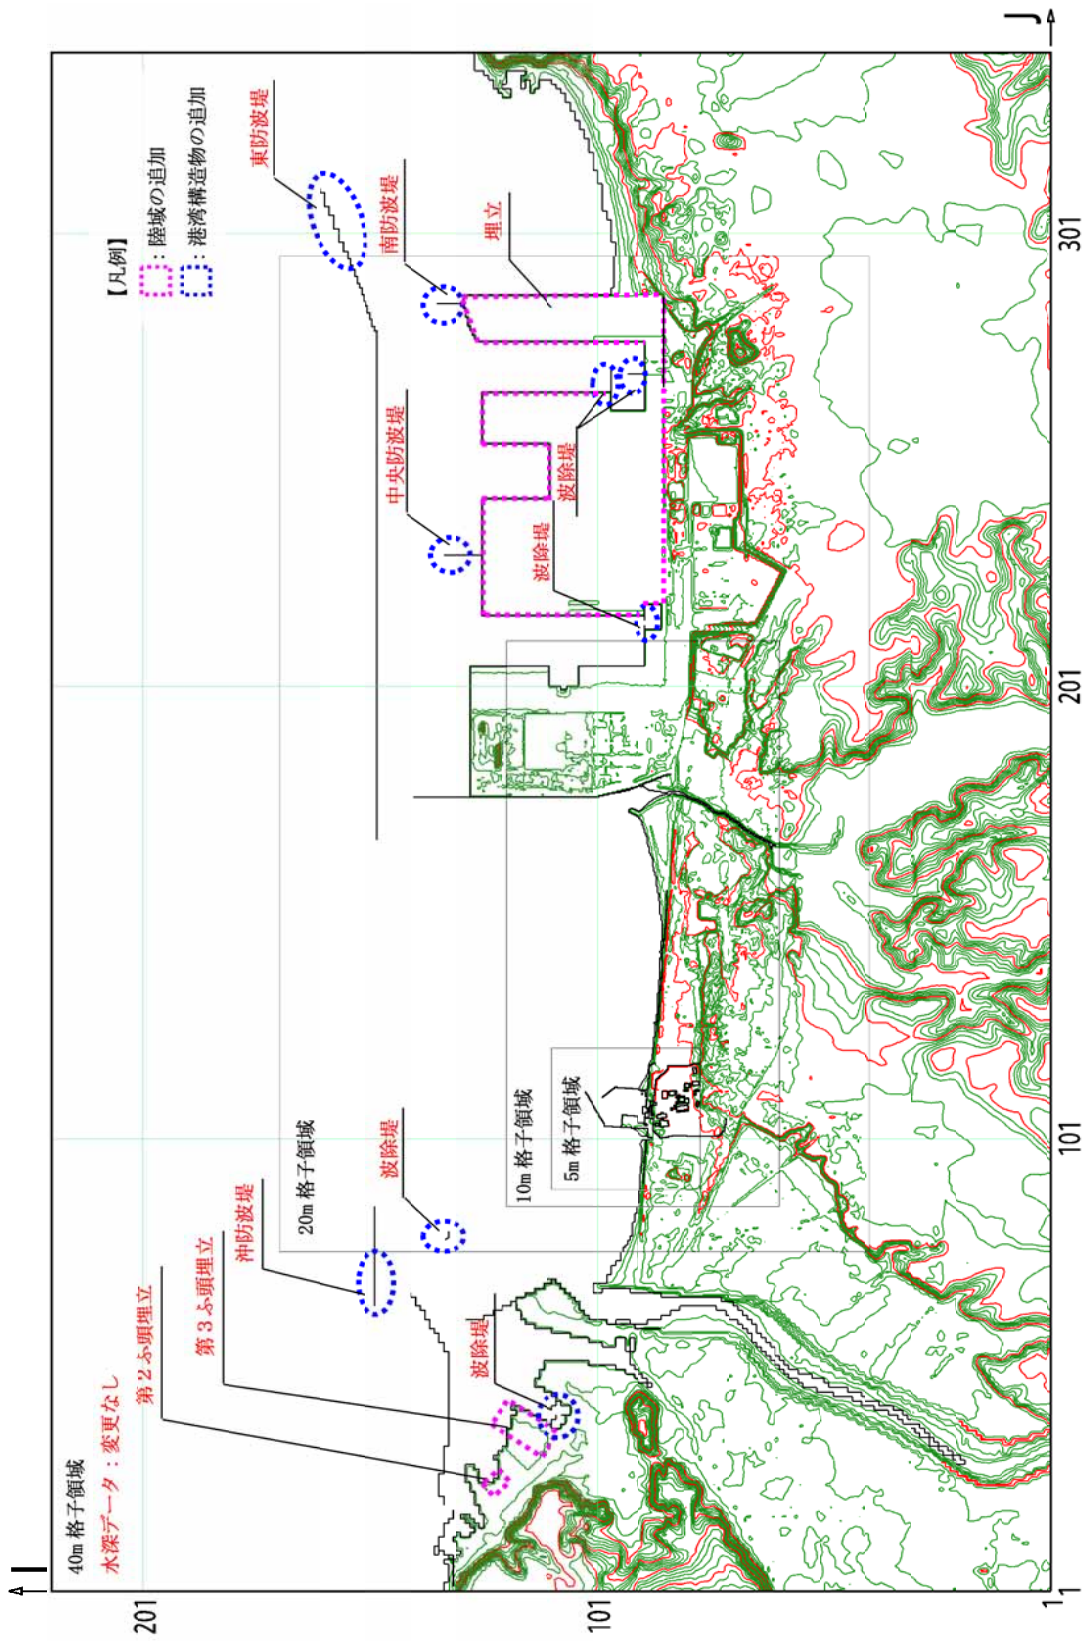 I
40m 格子領域
水深データ：変更なし
第２ふ頭埋立
第３ふ頭埋立
沖防波堤
20m 格子領域
波除堤
波除堤
10m 格子領域
5m 格子領域
【凡例】
：陸域の追加
：港湾構造物の追加
東防波堤
南防波堤
埋立
中央防波堤
波除堤
波除堤
201
101
1
1
101
201
301
J